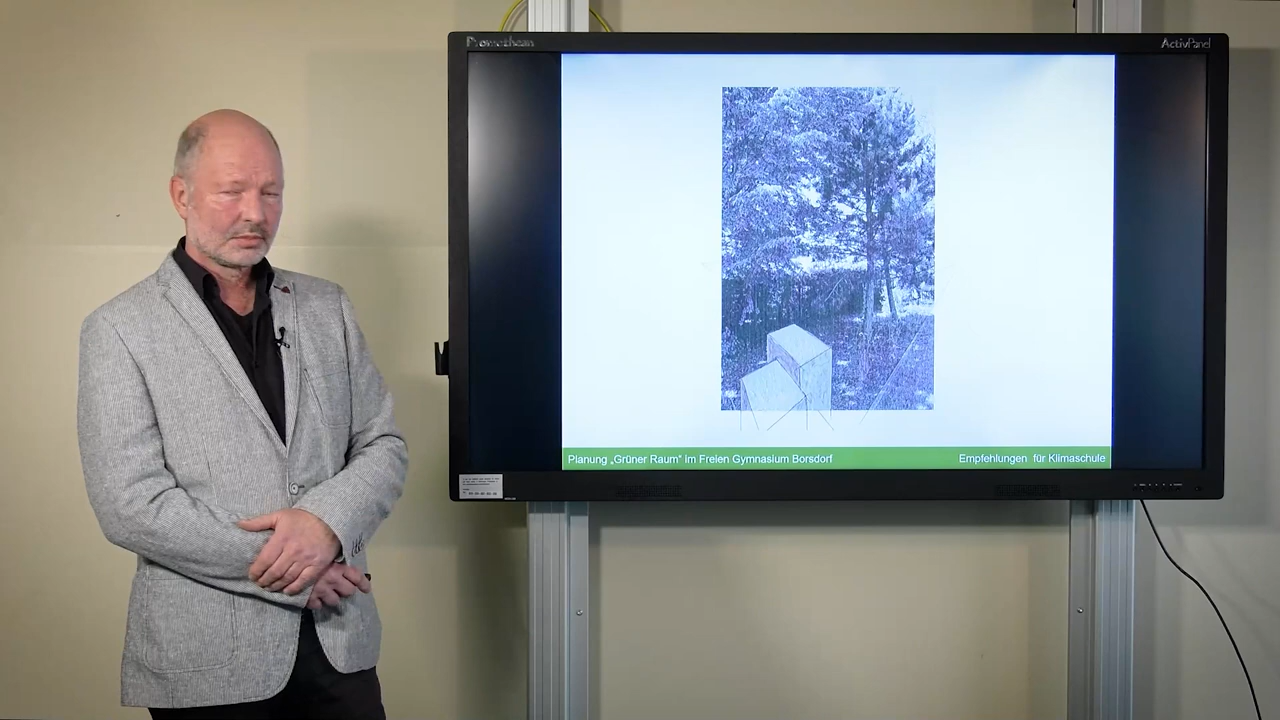 Promethean
ActivPanel
Planung „Grüner Raum“ im Freien Gymnasium Borsdorf
Empfehlungen für Klimaschule